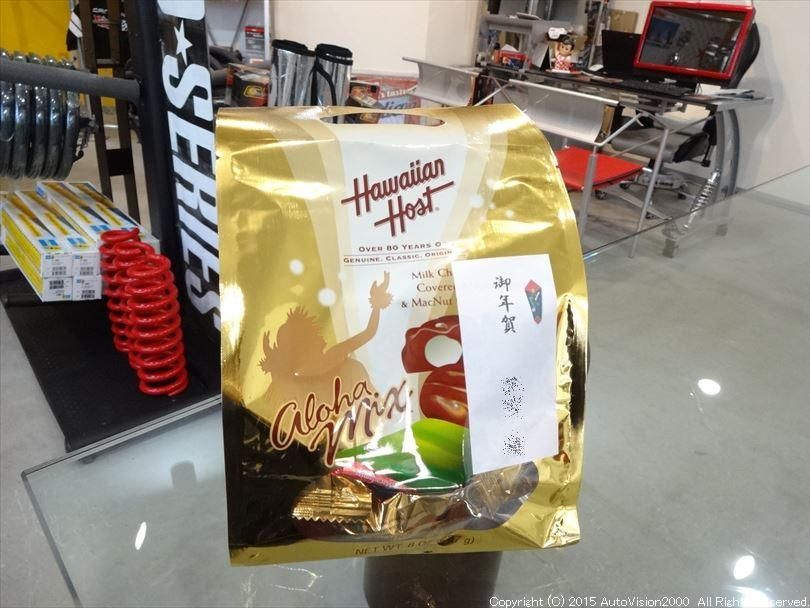 SERIES
Hawaiian
Host®
OVER 80 YEARS O
GENUINE. CLASSIC. ORIGIN
Milk Ch
Covere
& MacNut
御年賀
Aloha
Mix
NET WT. 8 OZ
g)
Copyright (C) 2015 AutoVision2000 All Rights Reserved